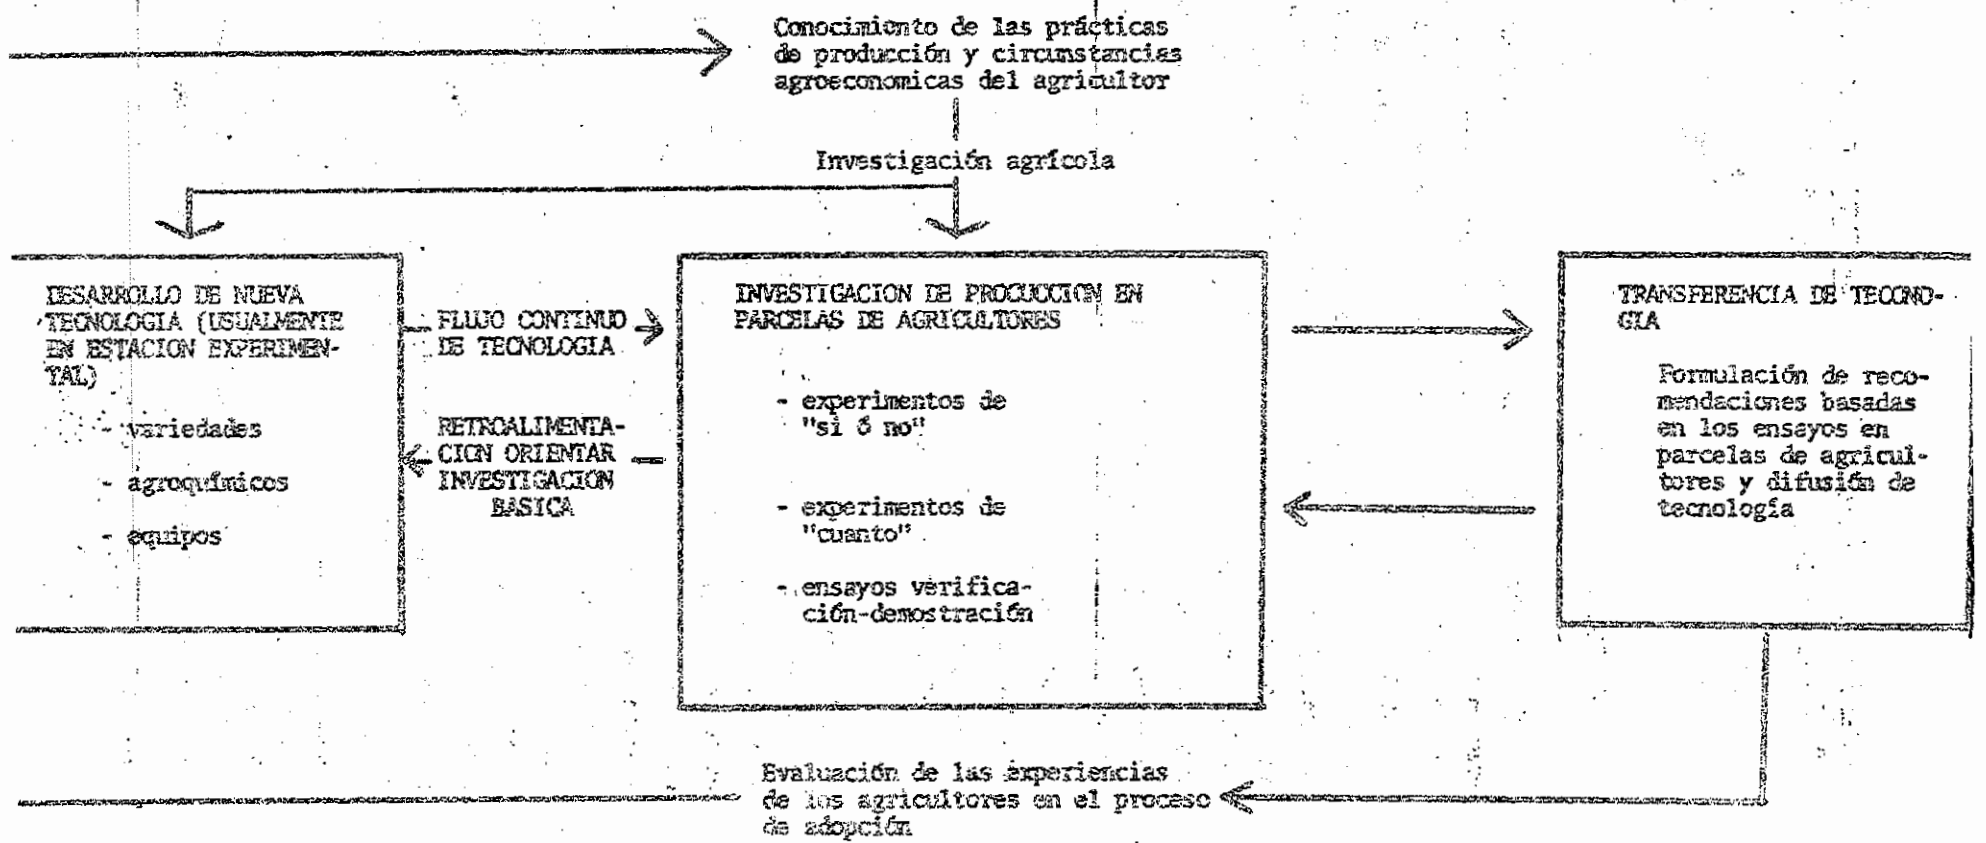 Conocimiento de las prácticas
de producción y circunstancias
agroeconomicas del agricultor
Investigación agrícola
DESARROLLO DE NUEVA
TECNOLOGIA (USUALMENTE
EN ESTACION EXPERIMEN-
TAL)
- variedades
- agroquímicos
- equipos
FLUJO CONTINUO
DE TECNOLOGIA
RETROALIMENTA-
CION ORIENTAR
INVESTIGACION
BASICA
INVESTIGACION DE PRODUCCION EN
PARCELAS DE AGRICULTORES
- experimentos de
"si ó no"
- experimentos de
"cuanto"
- ensayos verifica-
ción-demostración
TRANSFERENCIA DE TECONO-
GIA
Formulación de reco-
mendaciones basadas
en los ensayos en
parcelas de agricul-
tores y difusión de
tecnología
Evaluación de las experiencias
de los agricultores en el proceso
de adopción